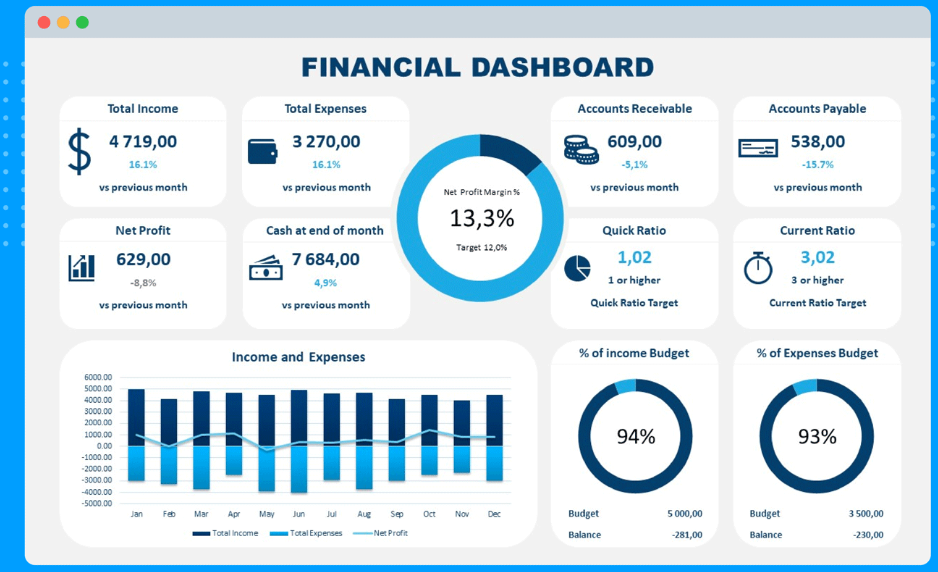 FINANCIAL DASHBOARD
Total Income
4 719,00
16.1%
vs previous month
Total Expenses
3 270,00
16.1%
vs previous month
Net Profit
629,00
-8,8%
vs previous month
Cash at end of month
7 684,00
4,9%
vs previous month
Net Profit Margin %
13,3%
Target 12,0%
Accounts Receivable
609,00
-5,1%
vs previous month
Accounts Payable
538,00
-15.7%
vs previous month
Quick Ratio
1,02
1 or higher
Quick Ratio Target
Current Ratio
3,02
3 or higher
Current Ratio Target
Income and Expenses
6000.00
5000.00
4000.00
3000.00
2000.00
1000.00
0.00
-1000.00
-2000.00
-3000.00
-4000.00
-5000.00
Jan Feb Mar Apr May Jun Jul Aug Sep Oct Nov Dec
Total Income Total Expenses Net Profit
% of income Budget
94%
Budget 5 000,00
Balance -281,00
% of Expenses Budget
93%
Budget 3 500,00
Balance -230,00